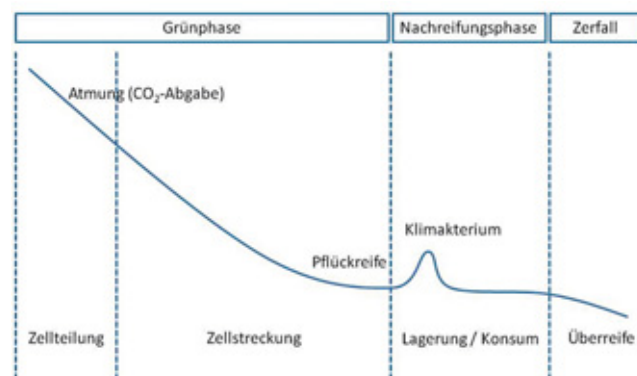 Grünphase
Nachreifungsphase
Zerfall
Atmung (CO₂-Abgabe)
Klimakterium
Pflückreife
Zellteilung
Zellstreckung
Lagerung / Konsum
Überreife